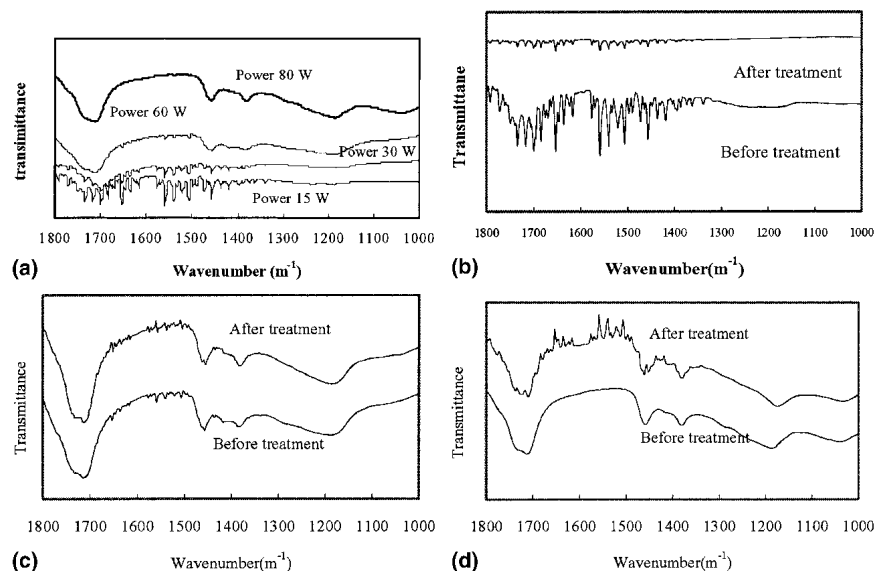 transimittance
Power 80 W
Power 60 W
Power 30 W
Power 15 W
1800 1700 1600 1500 1400 1300 1200 1100 1000
(a)
Wavenumber (m-1)
Transmittane
After treatment
Before treatment
1800 1700 1600 1500 1400 1300 1200 1100 1000
(b)
Wavenumber(m-1)
Transmittance
After treatment
Before treatment
1800 1700 1600 1500 1400 1300 1200 1100 1000
(c)
Wavenumber(m-1)
Transmittance
After treatment
Before treatment
1800 1700 1600 1500 1400 1300 1200 1100 1000
(d)
Wavenumber(m-1)